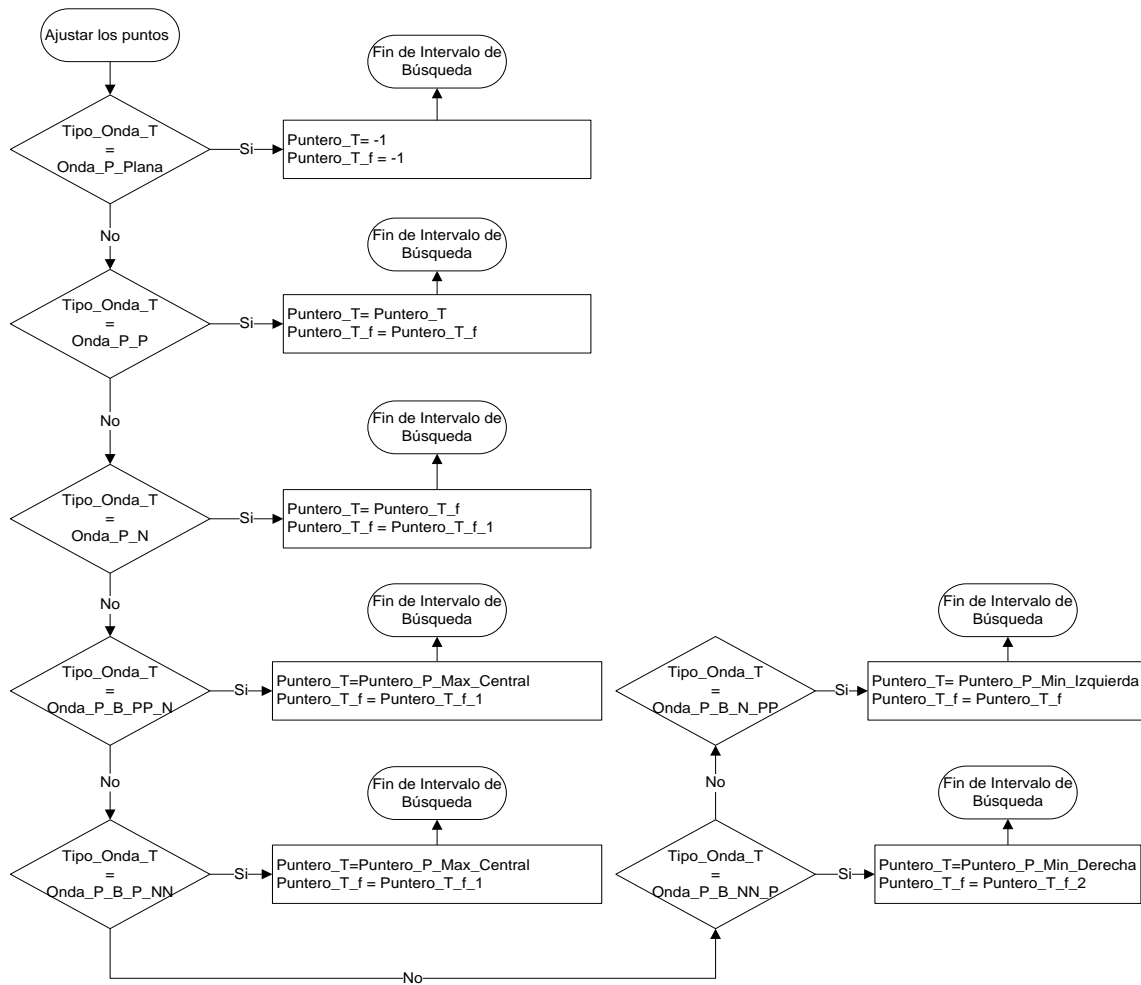 Ajustar los puntos
Fin de Intervalo de
Búsqueda
Tipo_Onda_T
=
Onda_P_Plana
Si
Puntero_T= -1
Puntero_T_f = -1
No
Fin de Intervalo de
Búsqueda
Tipo_Onda_T
=
Onda_P_P
Si
Puntero_T= Puntero_T
Puntero_T_f = Puntero_T_f
No
Fin de Intervalo de
Búsqueda
Tipo_Onda_T
=
Onda_P_N
Si
Puntero_T= Puntero_T_f
Puntero_T_f = Puntero_T_f_1
No
Fin de Intervalo de
Búsqueda
Tipo_Onda_T
=
Onda_P_B_PP_N
Si
Puntero_T=Puntero_P_Max_Central
Puntero_T_f = Puntero_T_f_1
No
Fin de Intervalo de
Búsqueda
Tipo_Onda_T
=
Onda_P_B_P_NN
Si
Puntero_T=Puntero_P_Max_Central
Puntero_T_f = Puntero_T_f_1
No
Fin de Intervalo de
Búsqueda
Tipo_Onda_T
=
Onda_P_B_NN_P
Si
Puntero_T=Puntero_P_Min_Derecha
Puntero_T_f = Puntero_T_f_2
No
Fin de Intervalo de
Búsqueda
Tipo_Onda_T
=
Onda_P_B_N_PP
Si
Puntero_T= Puntero_P_Min_Izquierda
Puntero_T_f = Puntero_T_f